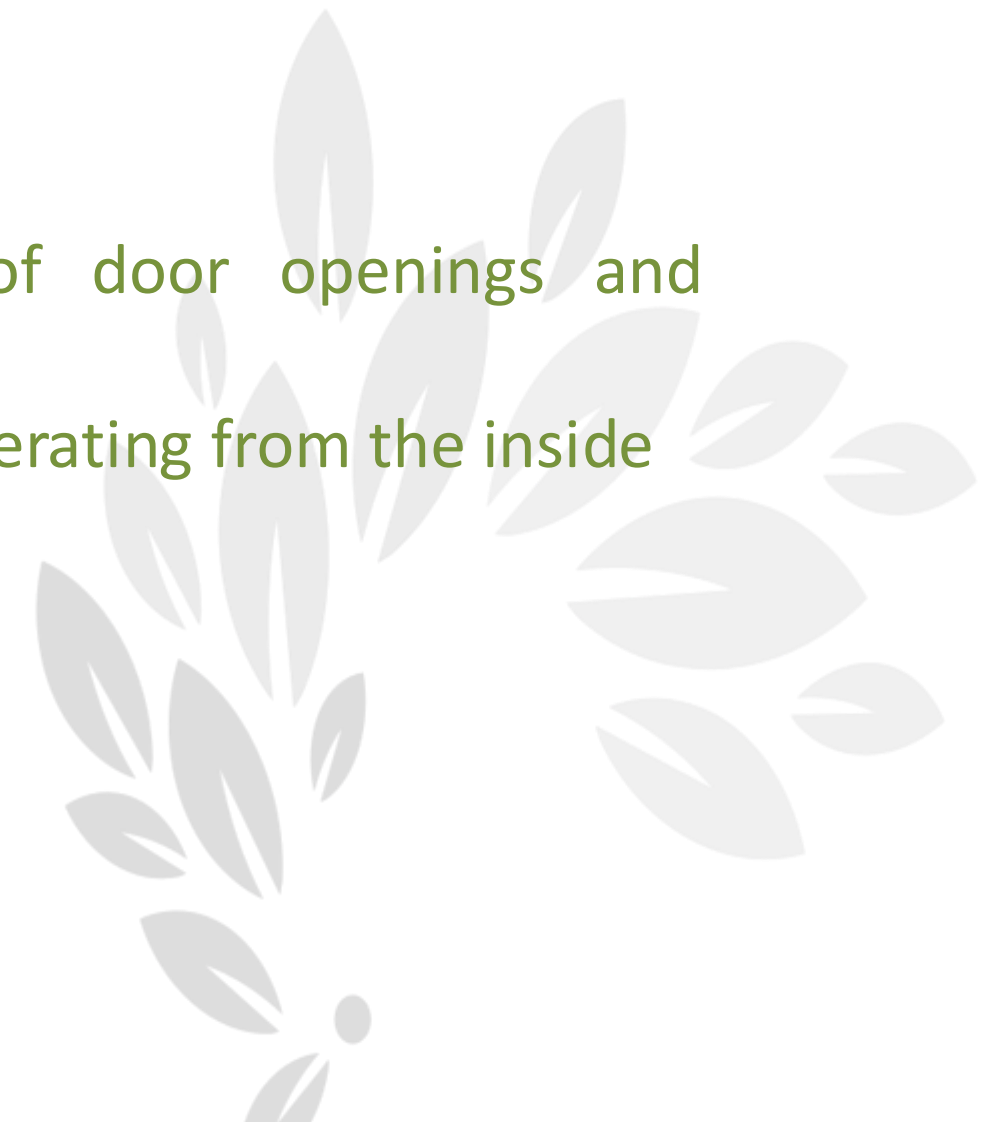 of door openings and
erating from the inside